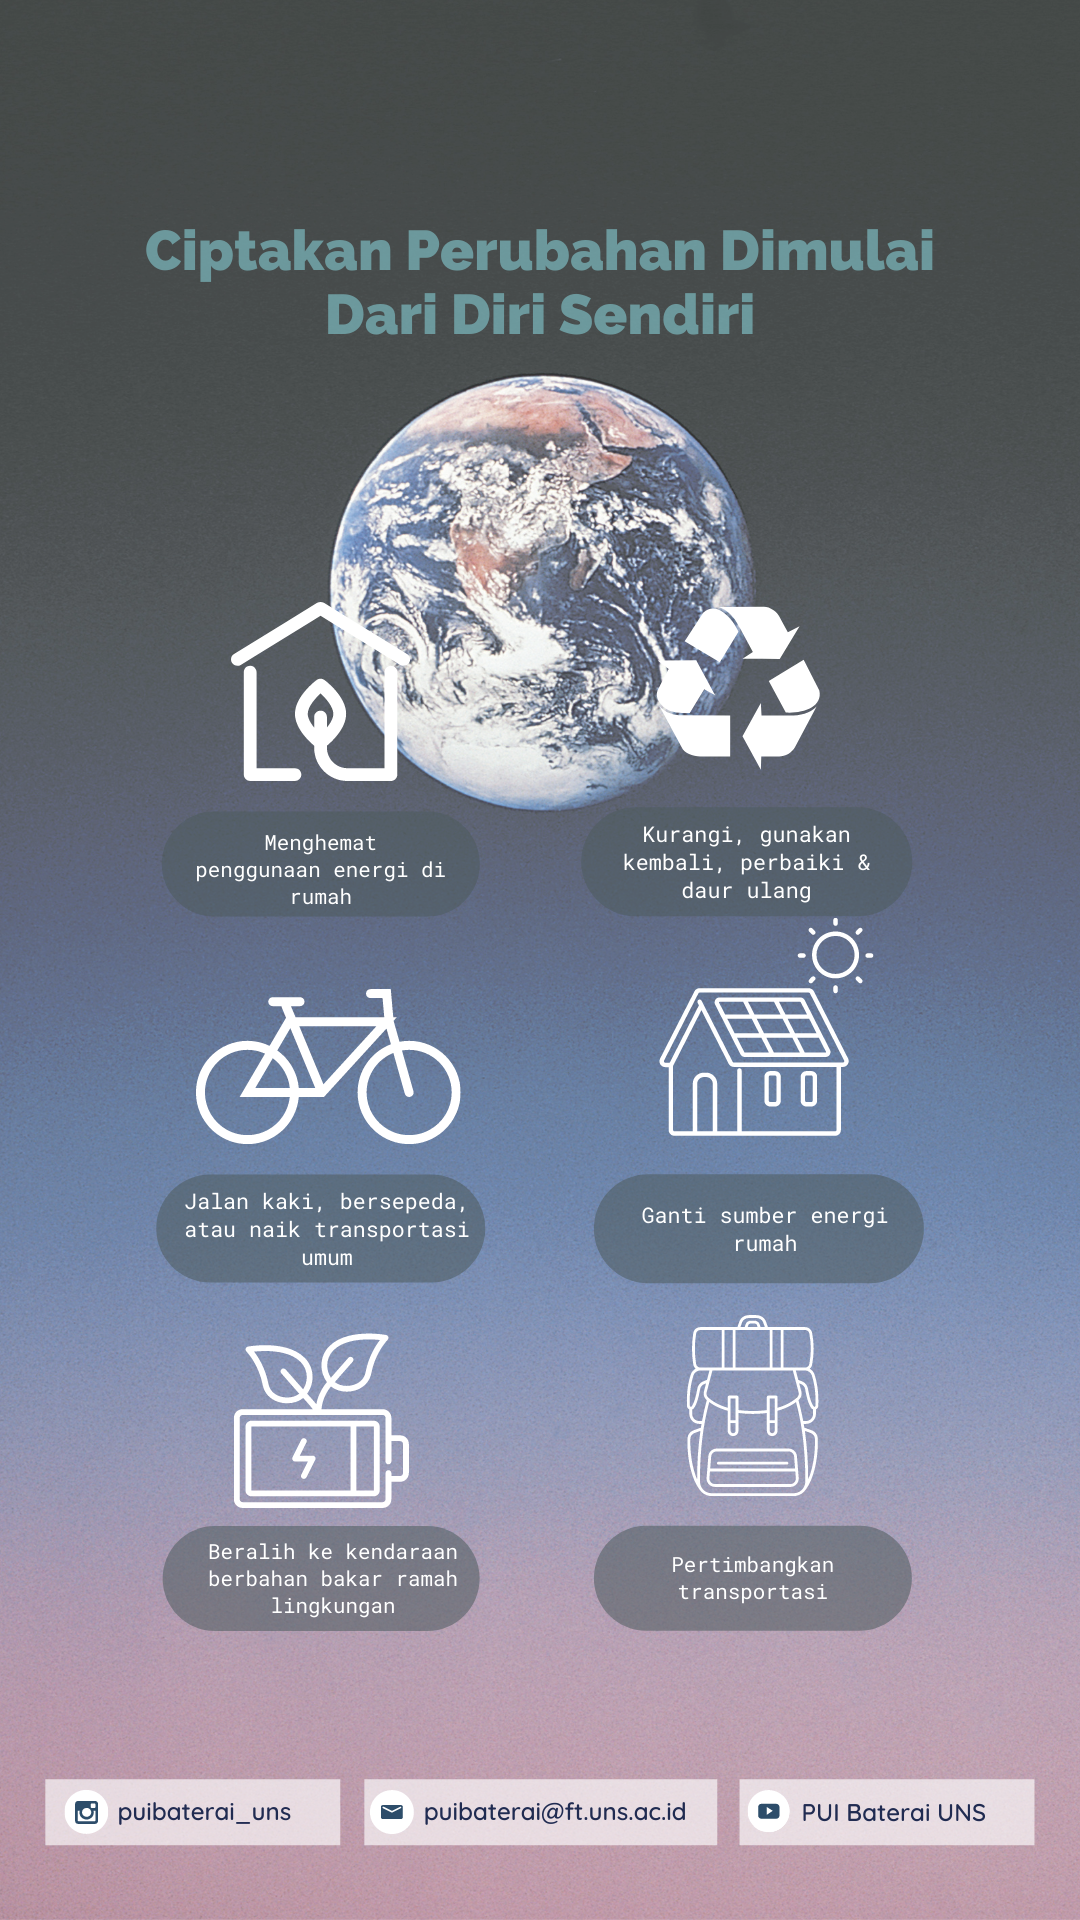 Ciptakan Perubahan Dimulai
Dari Diri Sendiri
Menghemat
penggunaan energi di
rumah
Kurangi, gunakan
kembali, perbaiki &
daur ulang
Jalan kaki, bersepeda,
atau naik transportasi
umum
Ganti sumber energi
rumah
Beralih ke kendaraan
berbahan bakar ramah
lingkungan
Pertimbangkan
transportasi
puibaterai_uns
puibaterai@ft.uns.ac.id
PUI Baterai UNS